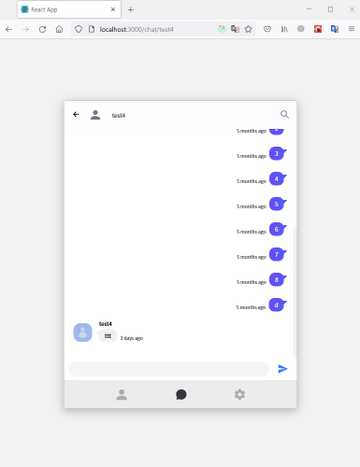 React App
localhost:3000/chat/test4
test4
5 months ago
5 months ago 3
5 months ago 4
5 months ago 5
5 months ago 6
5 months ago 7
5 months ago 8
5 months ago d
test4
3 days ago